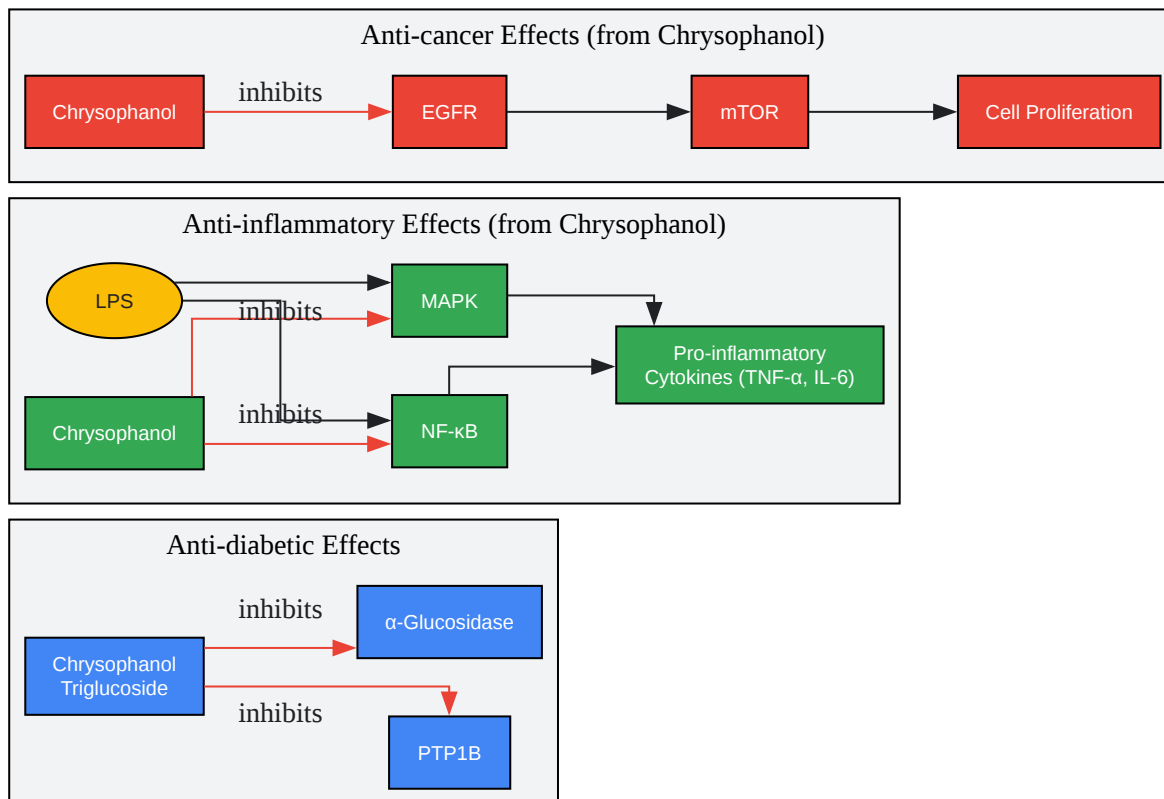 Anti-cancer Effects (from Chrysophanol)
Chrysophanol
inhibits
EGFR
mTOR
Cell Proliferation
Anti-inflammatory Effects (from Chrysophanol)
LPS
inhibits
MAPK
Pro-inflammatory
Cytokines (TNF-α, IL-6)
Chrysophanol
inhibits
NF-κB
Anti-diabetic Effects
inhibits
α-Glucosidase
Chrysophanol
Triglucoside
inhibits
PTP1B